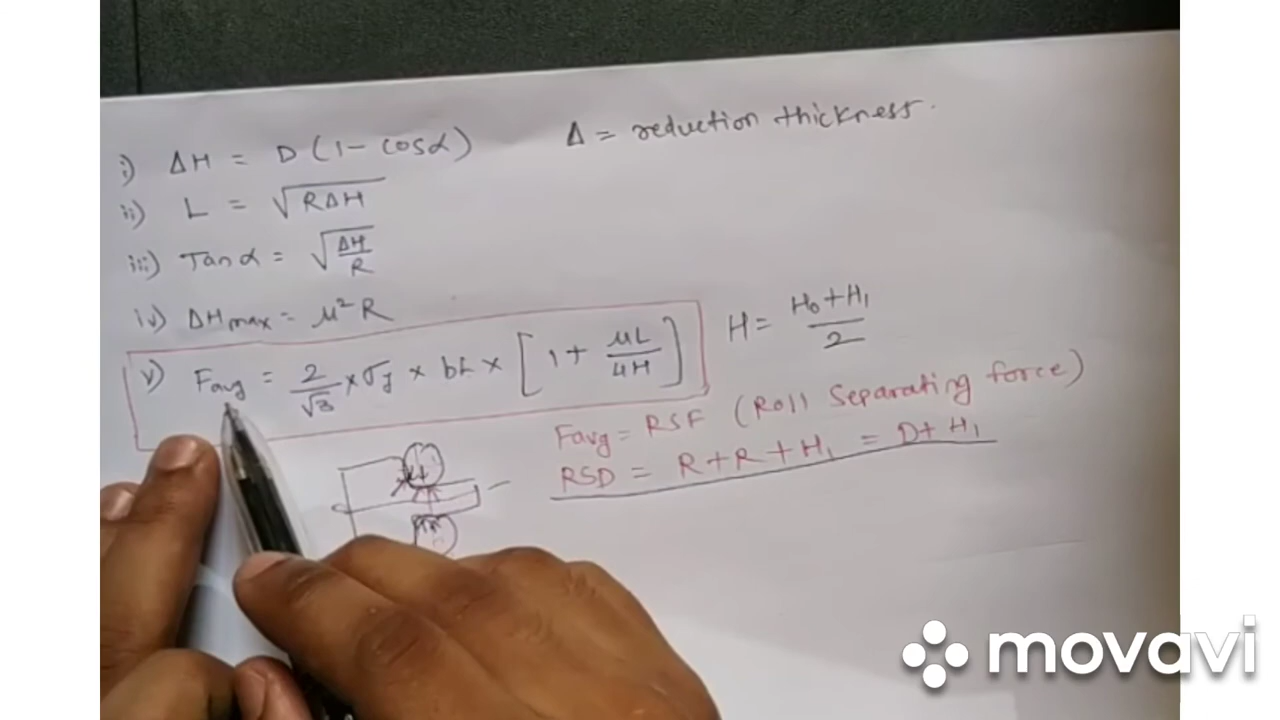 i) ΔH = D (1 - cosα)
Δ = reduction thickness.
ii) L = √RΔH
iii) Tanα = √ΔH/R
iv) ΔHmax = μ²R
v) Favg = 2/√3 × σy × bL × [1 + μL/4H]
H = H₀+H₁/2
Favg = RSF (Roll Separating force)
RSD = R+R+H₁ = D+H₁
movavi